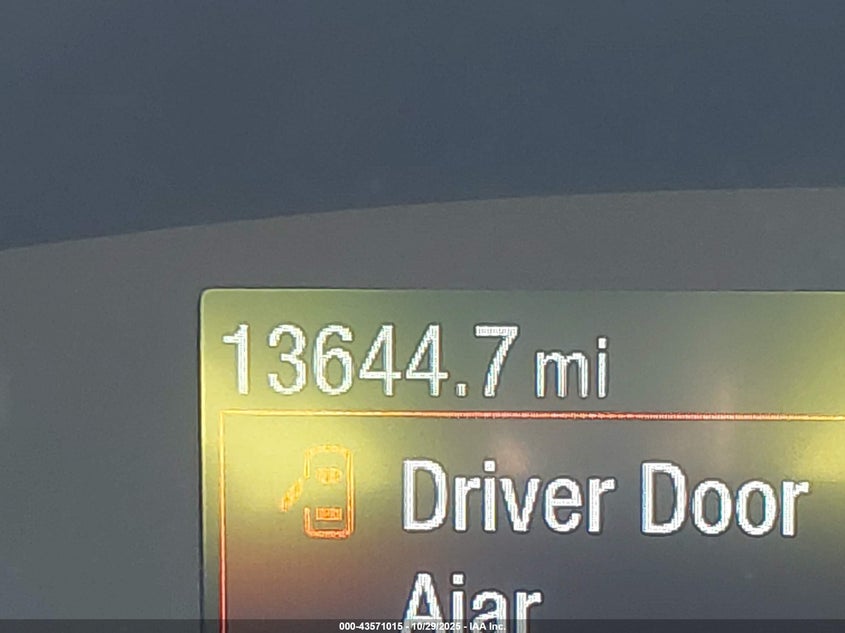 13644.7 mi
Driver Door
Ajar
000-43571015 - 10/29/2025 - IAA Inc.